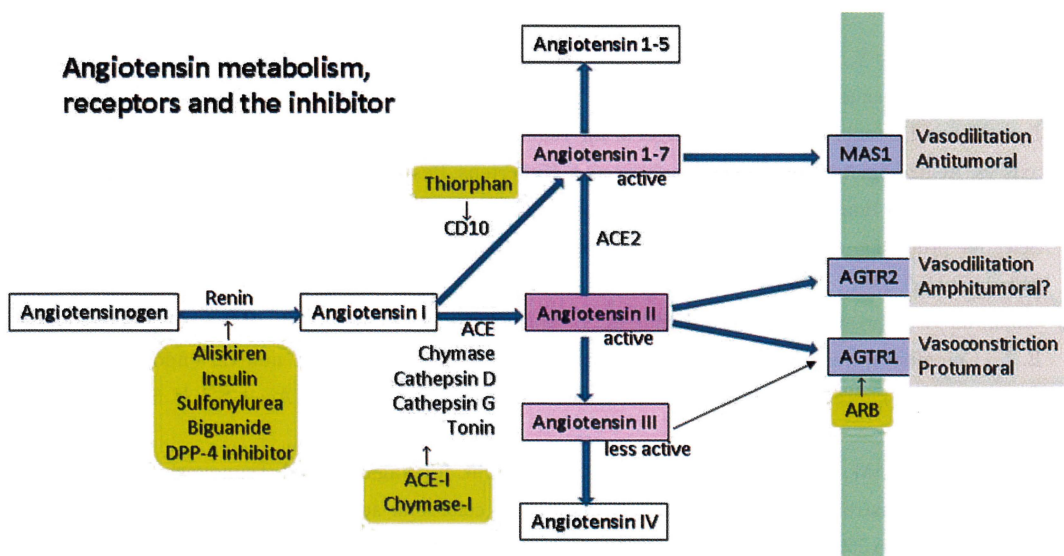 Angiotensin metabolism,
receptors and the inhibitor
Angiotensin 1-5
Angiotensin 1-7
active
MAS1
Vasodilitation
Antitumoral
Thiorphan
CD10
ACE2
Angiotensinogen
Renin
Angiotensin I
Angiotensin II
active
AGTR2
Vasodilitation
Amphitumoral?
AGTR1
Vasoconstriction
Protumoral
ARB
Aliskiren
Insulin
Sulfonylurea
Biguanide
DPP-4 inhibitor
ACE
Chymase
Cathepsin D
Cathepsin G
Tonin
ACE-I
Chymase-I
Angiotensin III
less active
Angiotensin IV